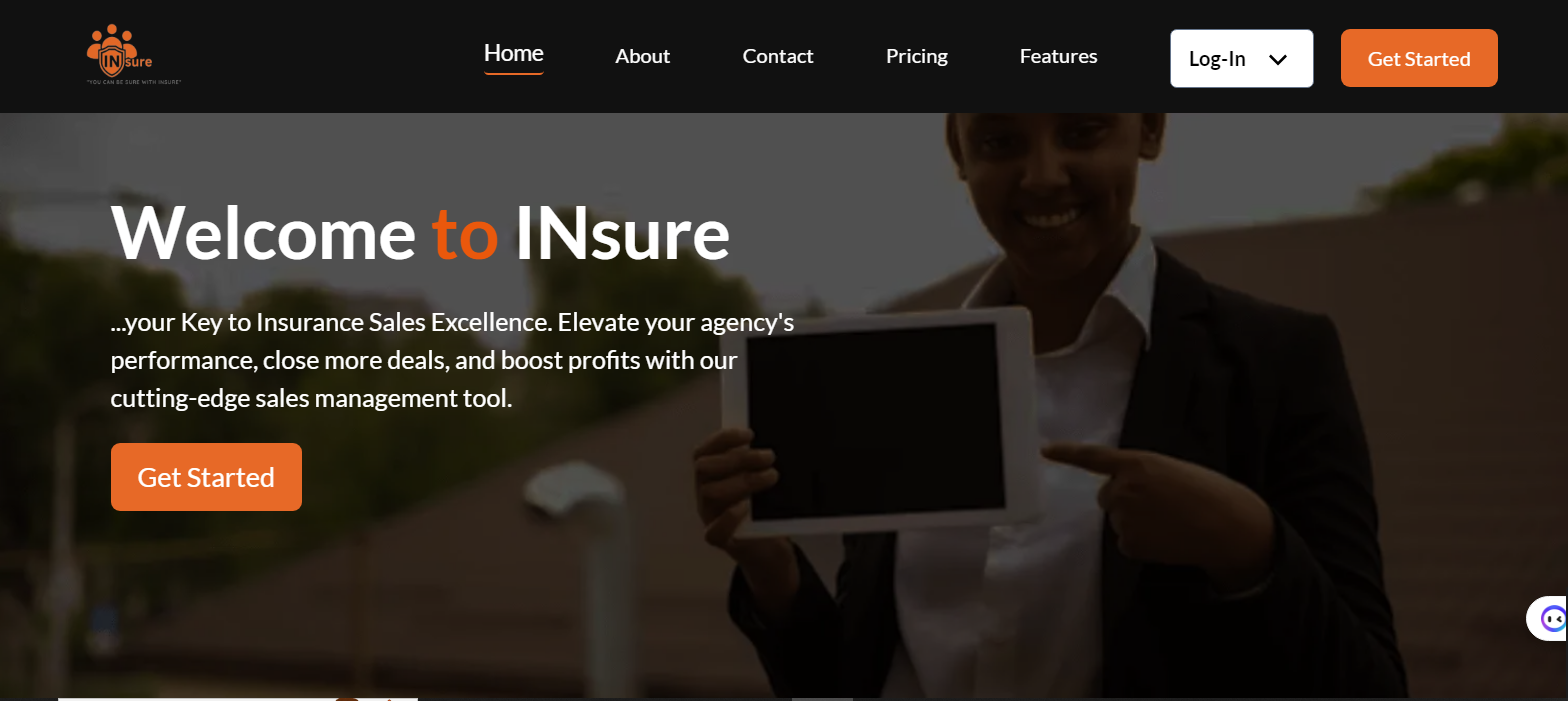 INsure
"YOU CAN BE SURE WITH INSURE"
Home
About
Contact
Pricing
Features
Log-In
Get Started
Welcome to INsure
...your Key to Insurance Sales Excellence. Elevate your agency's
performance, close more deals, and boost profits with our
cutting-edge sales management tool.
Get Started